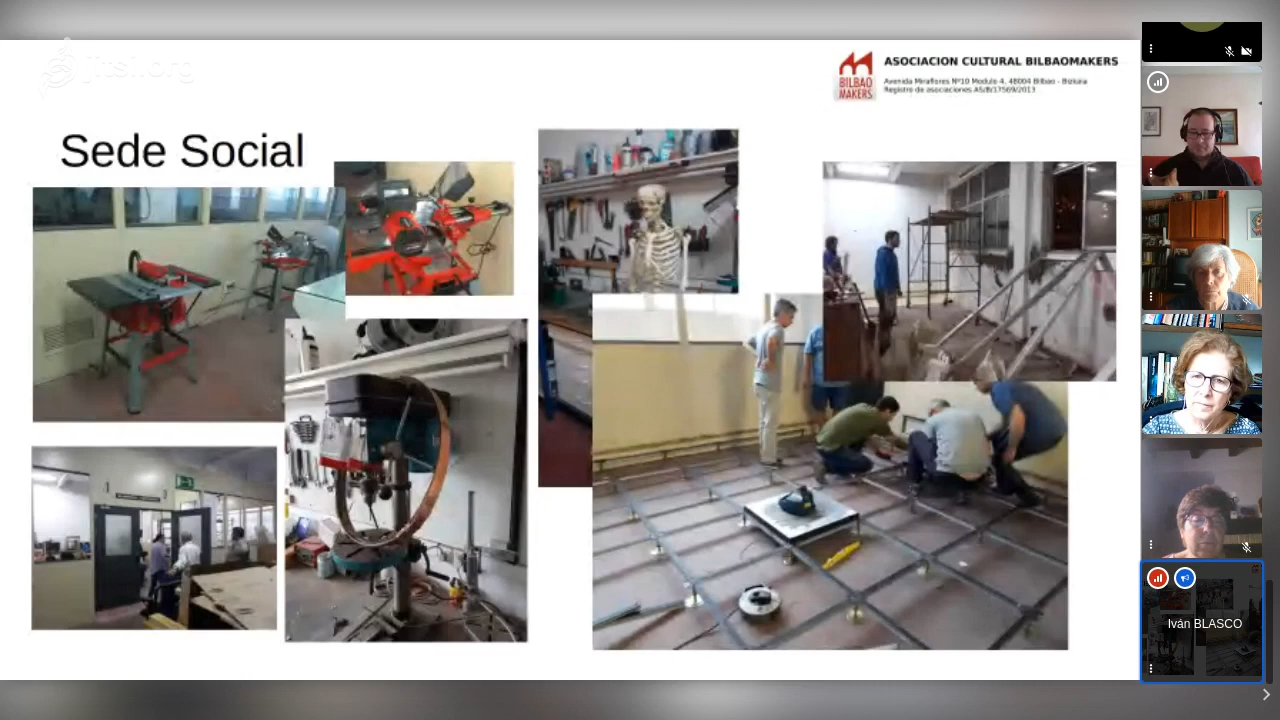 jitsi.org
BILBAO
MAKERS
ASOCIACION CULTURAL BILBAOMAKERS
Avenida Miraflores Nº10 Modulo 4. 48004 Bilbao - Bizkaia
Registro de asociaciones AS/B/17569/2013
Sede Social
Iván BLASCO